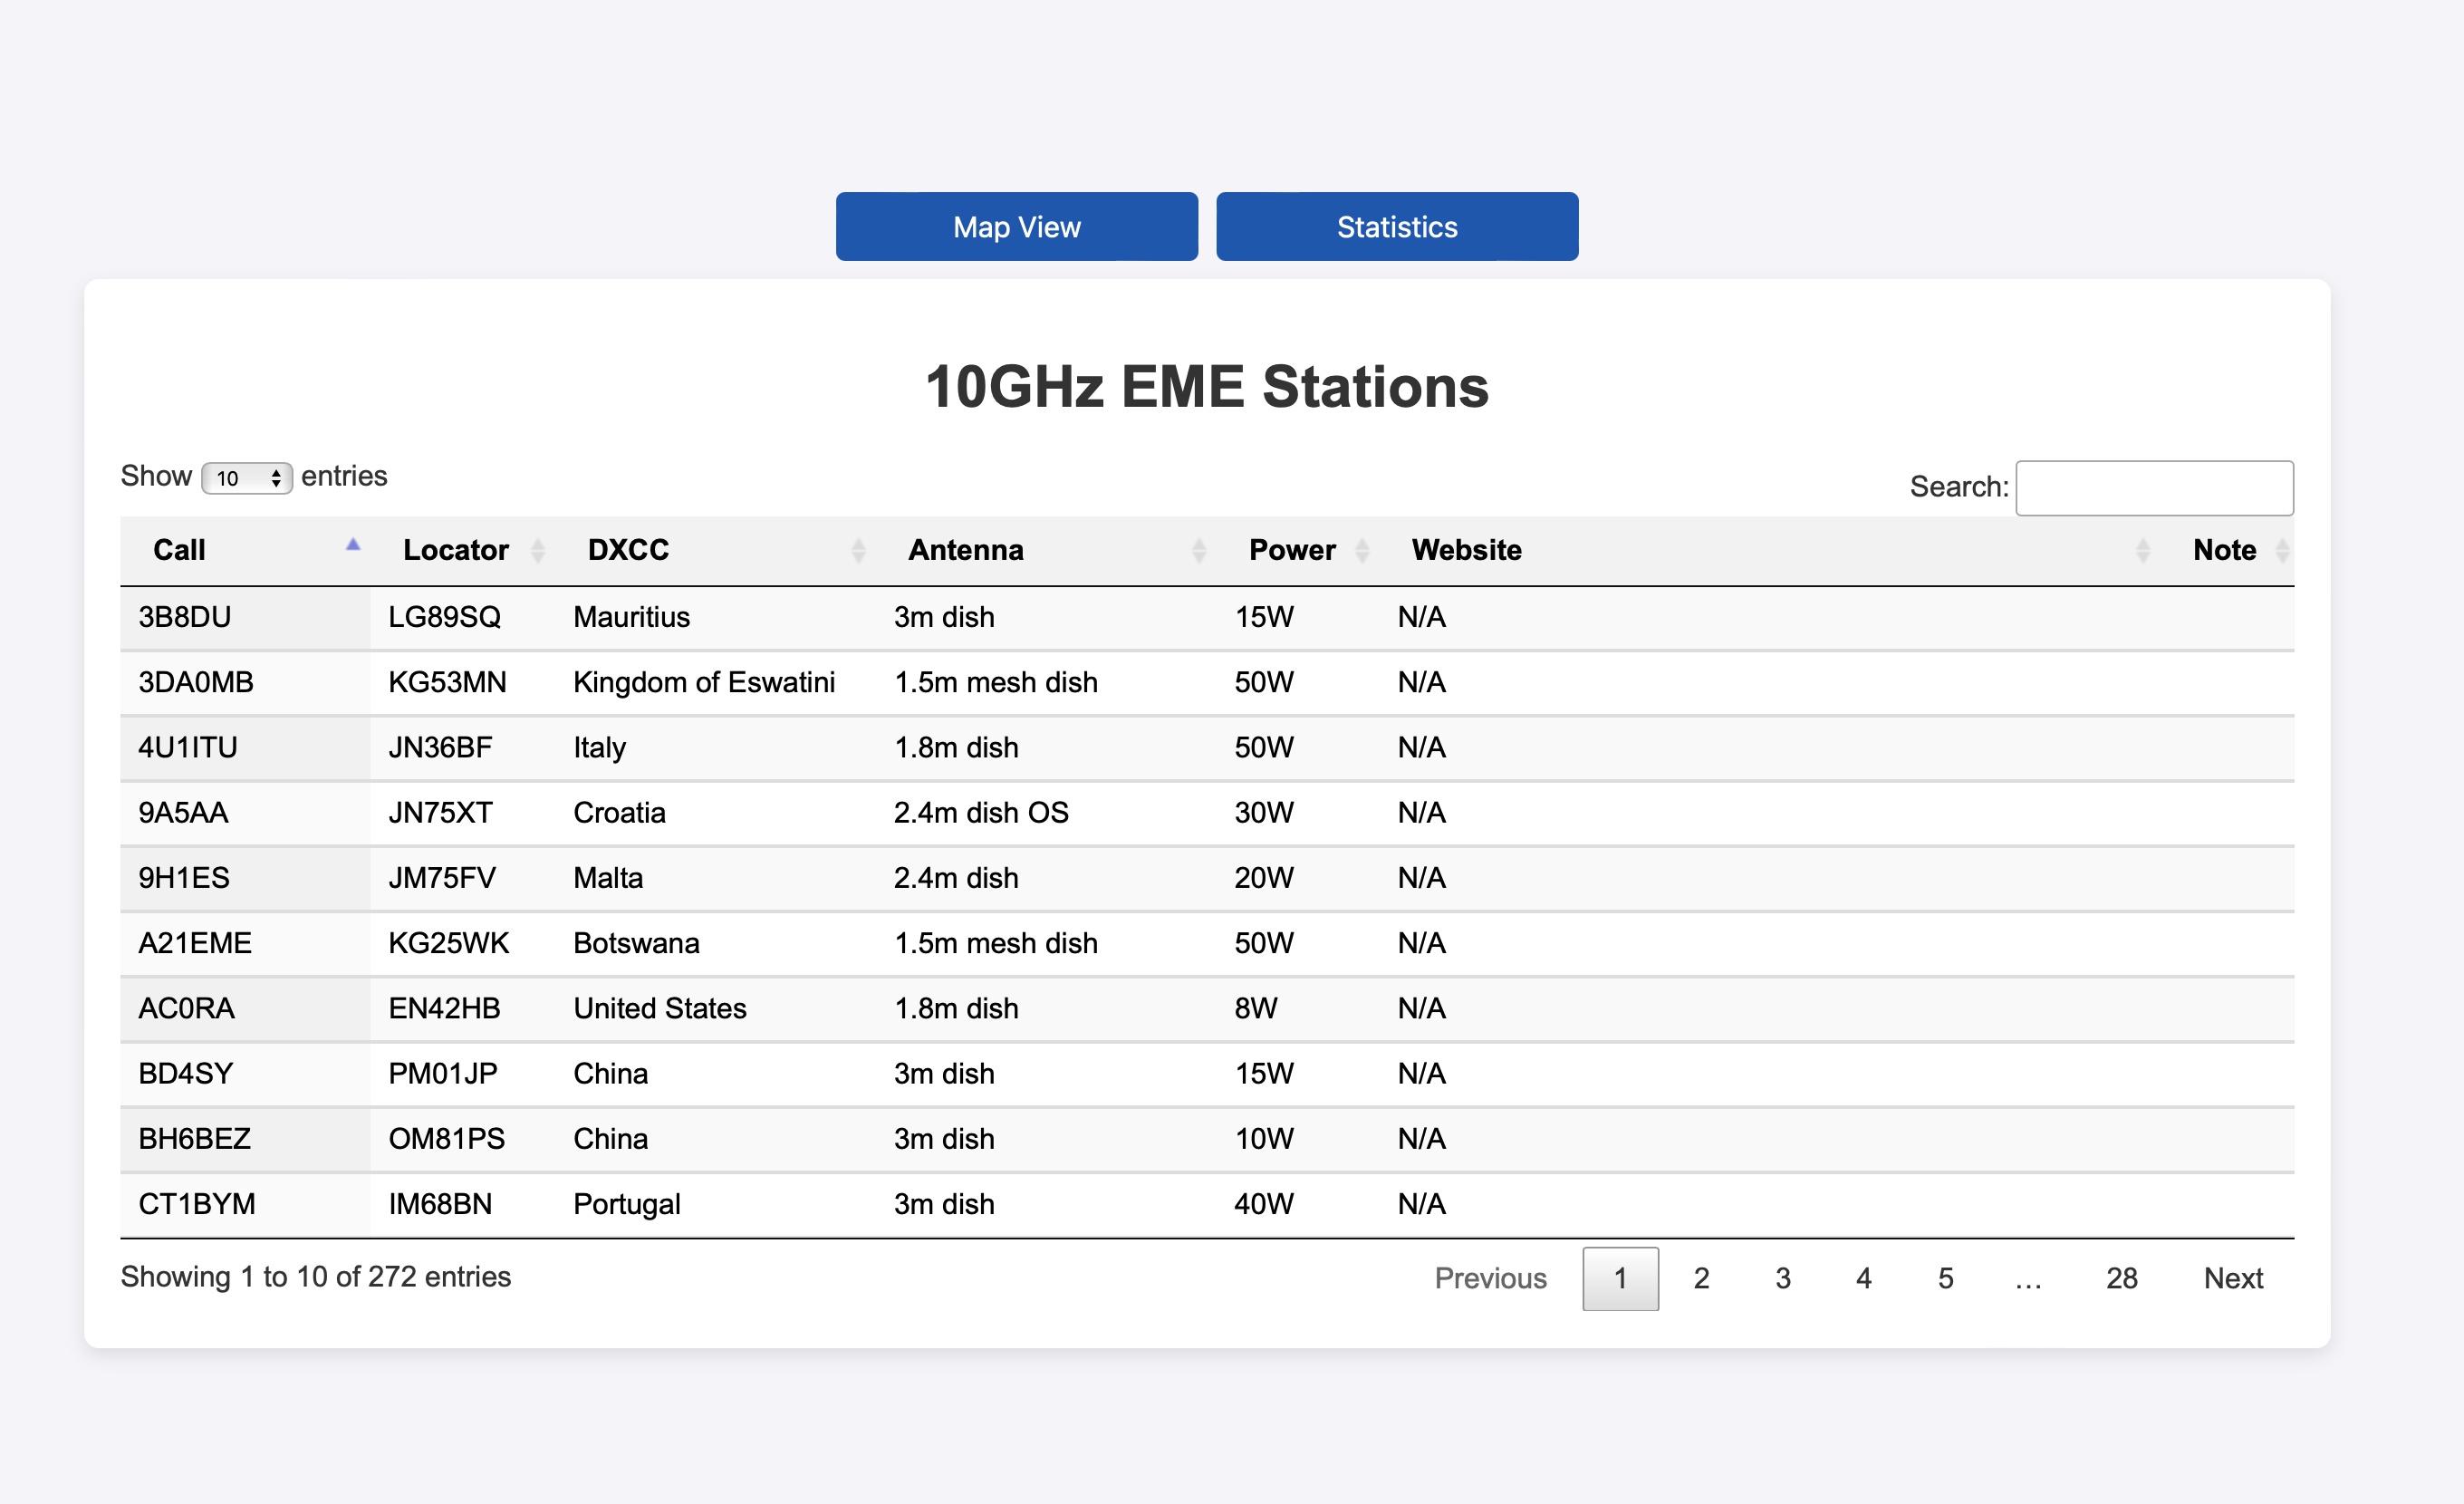 Map View Statistics
10GHz EME Stations
Show 10 entries Search:
Call Locator DXCC Antenna Power Website Note
3B8DU LG89SQ Mauritius 3m dish 15W N/A
3DA0MB KG53MN Kingdom of Eswatini 1.5m mesh dish 50W N/A
4U1ITU JN36BF Italy 1.8m dish 50W N/A
9A5AA JN75XT Croatia 2.4m dish OS 30W N/A
9H1ES JM75FV Malta 2.4m dish 20W N/A
A21EME KG25WK Botswana 1.5m mesh dish 50W N/A
AC0RA EN42HB United States 1.8m dish 8W N/A
BD4SY PM01JP China 3m dish 15W N/A
BH6BEZ OM81PS China 3m dish 10W N/A
CT1BYM IM68BN Portugal 3m dish 40W N/A
Showing 1 to 10 of 272 entries Previous 1 2 3 4 5 … 28 Next